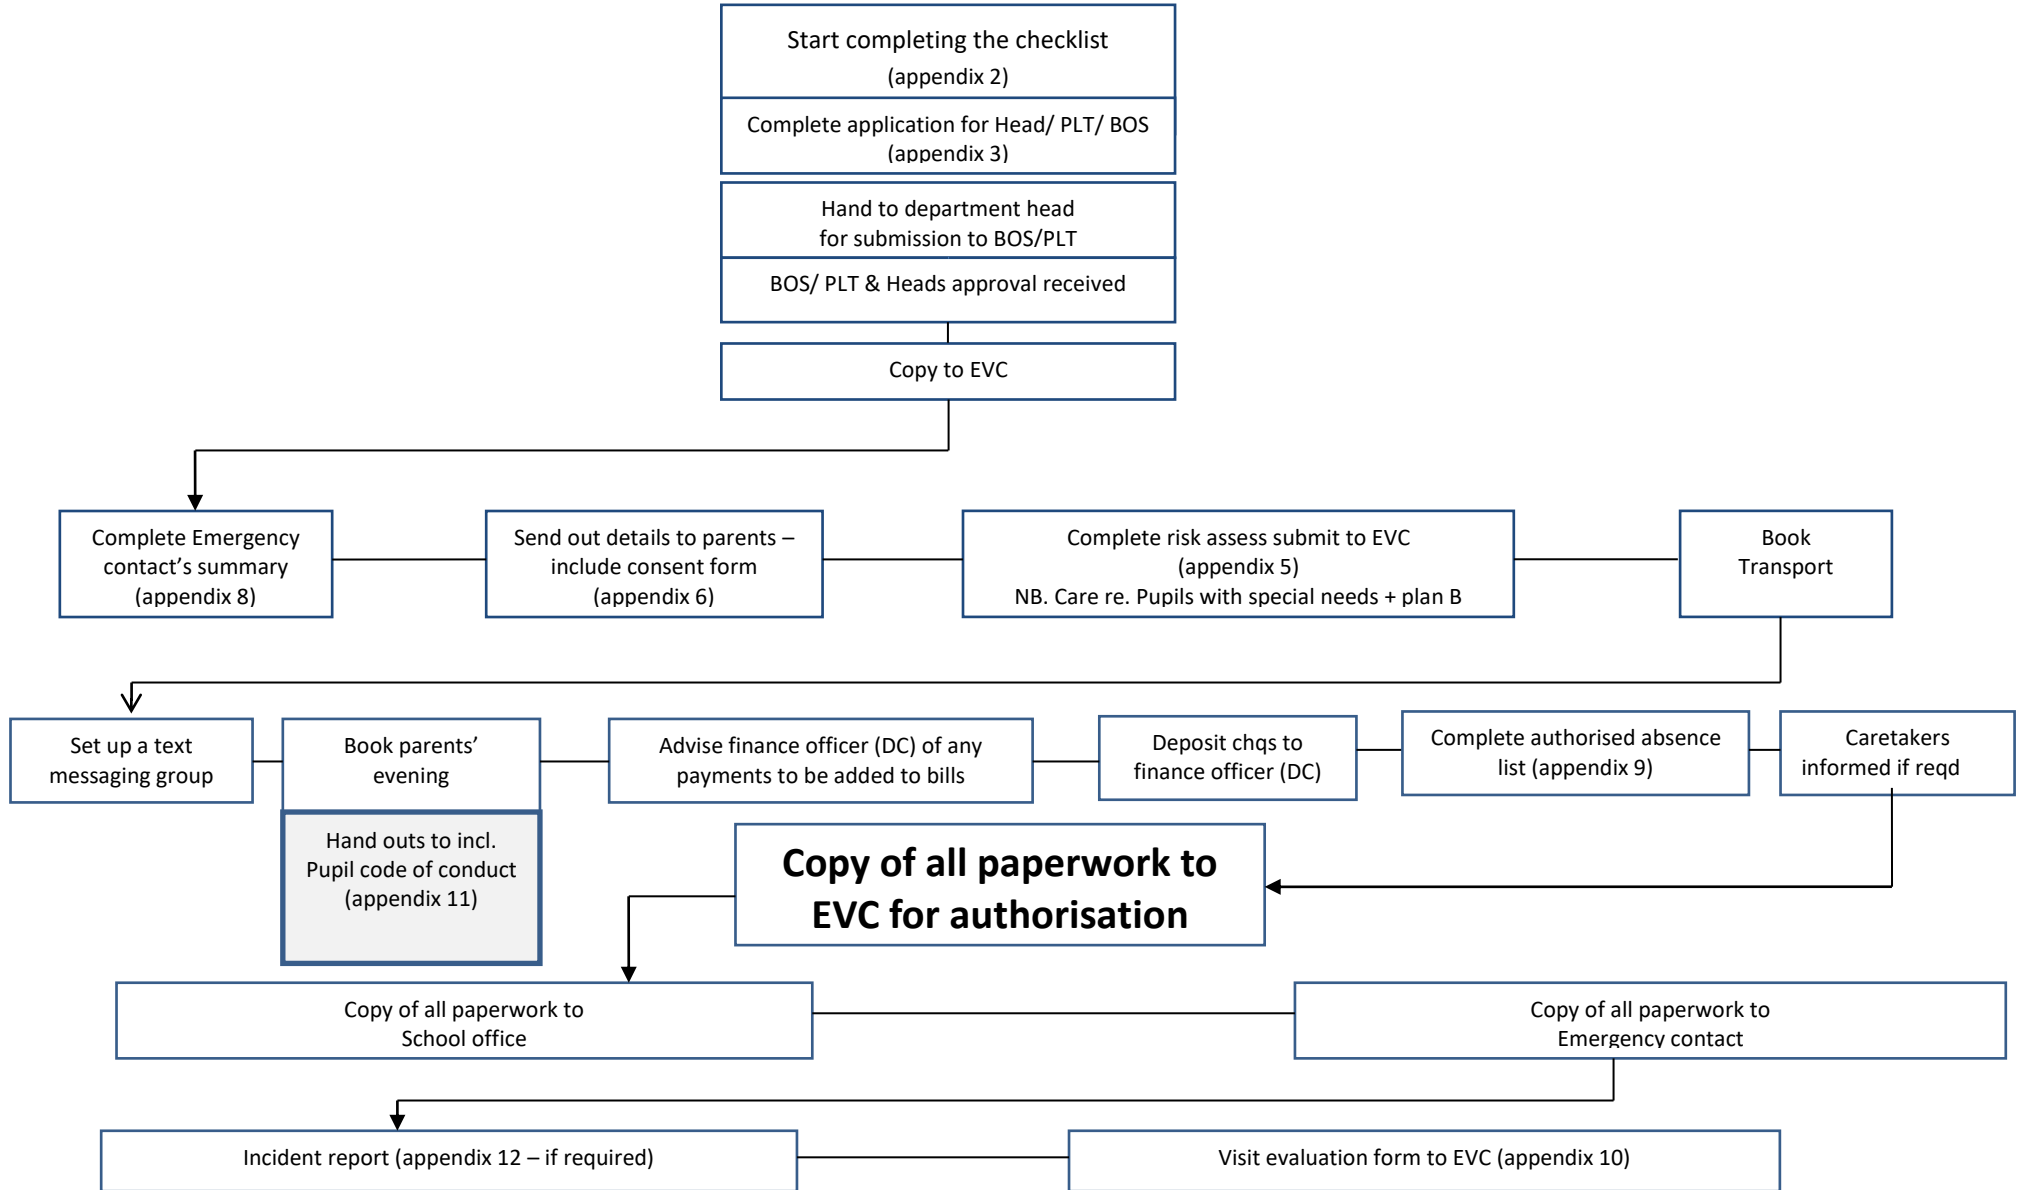 Start completing the checklist
(appendix 2)
Complete application for Head/ PLT/ BOS
(appendix 3)
Hand to department head
for submission to BOS/PLT
BOS/ PLT & Heads approval received
Copy to EVC
Complete Emergency
contact's summary
(appendix 8)
Send out details to parents –
include consent form
(appendix 6)
Complete risk assess submit to EVC
(appendix 5)
NB. Care re. Pupils with special needs + plan B
Book
Transport
Set up a text
messaging group
Book parents'
evening
Hand outs to incl.
Pupil code of conduct
(appendix 11)
Advise finance officer (DC) of any
payments to be added to bills
Deposit chqs to
finance officer (DC)
Complete authorised absence
list (appendix 9)
Caretakers
informed if reqd
Copy of all paperwork to
EVC for authorisation
Copy of all paperwork to
School office
Copy of all paperwork to
Emergency contact
Incident report (appendix 12 – if required)
Visit evaluation form to EVC (appendix 10)